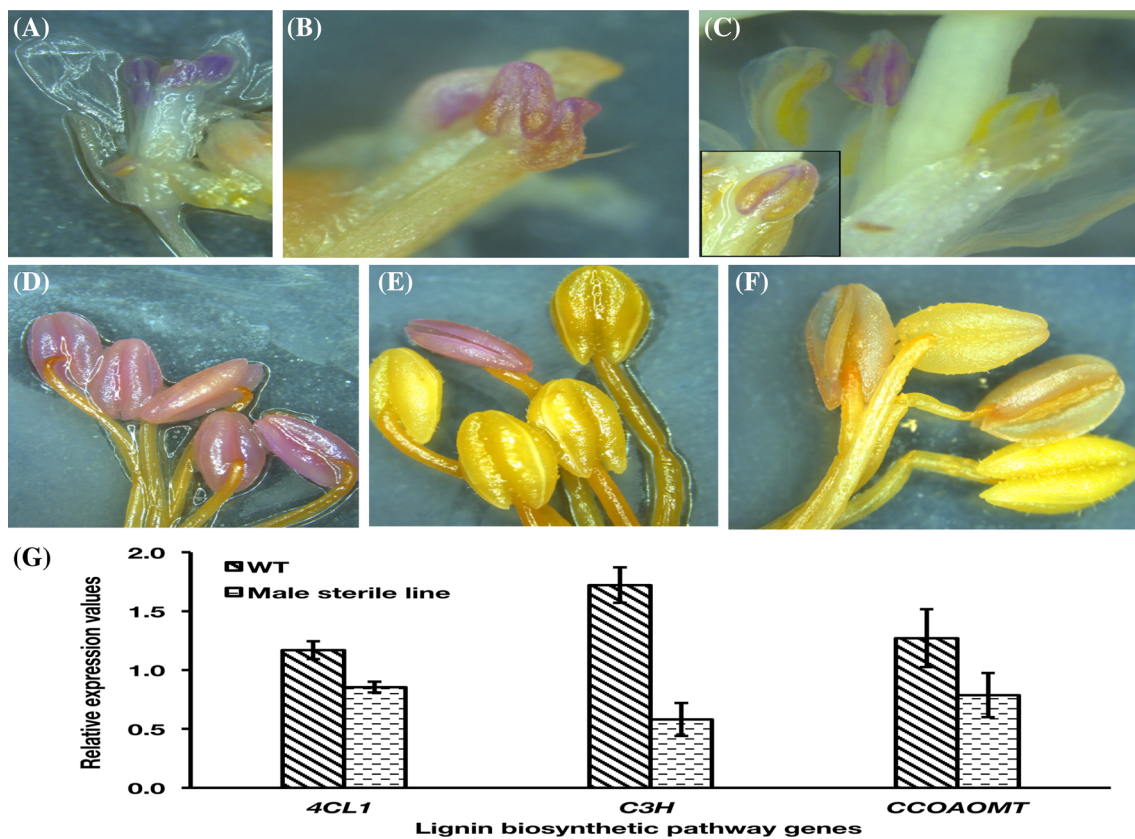 (A)
(B)
(C)
(D)
(E)
(F)
(G)
WT
Male sterile line
Relative expression values
2.0
1.5
1.0
0.5
0.0
4CL1
C3H
CCOAOMT
Lignin biosynthetic pathway genes